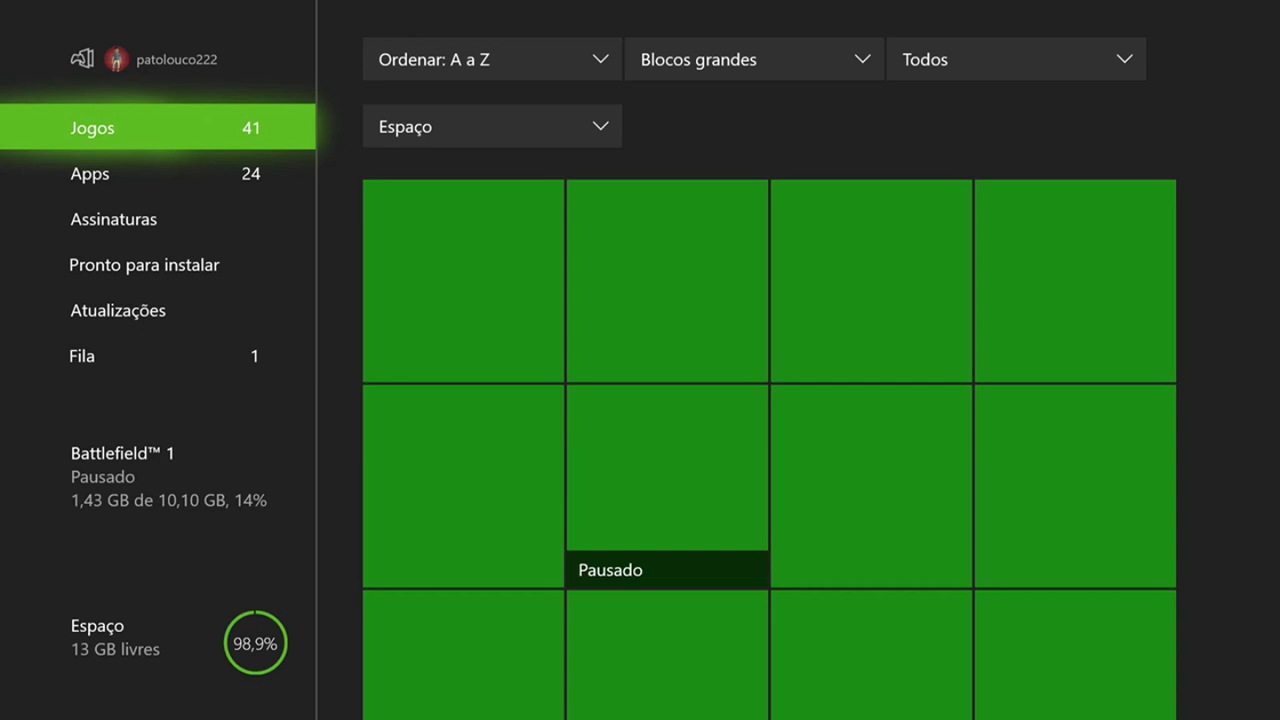 patolouco222
Jogos 41
Apps 24
Assinaturas
Pronto para instalar
Atualizações
Fila 1
Battlefield™ 1
Pausado
1,43 GB de 10,10 GB, 14%
Espaço
13 GB livres
98,9%
Ordenar: A a Z
Blocos grandes
Todos
Espaço
Pausado